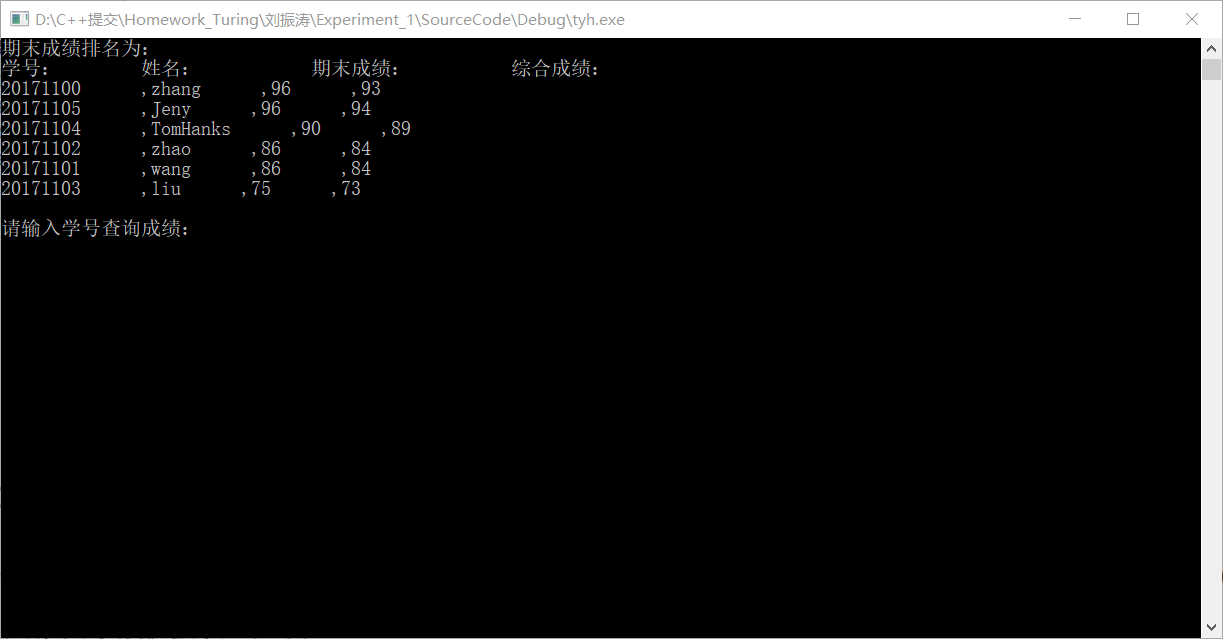 D:\C++提交\Homework_Turing\刘振涛\Experiment_1\SourceCode\Debug\tyh.exe
期末成绩排名为:
学号:         姓名:            期末成绩:           综合成绩:
20171100      ,zhang      ,96      ,93
20171105      ,Jeny      ,96      ,94
20171104      ,TomHanks      ,90      ,89
20171102      ,zhao      ,86      ,84
20171101      ,wang      ,86      ,84
20171103      ,liu      ,75      ,73
请输入学号查询成绩: